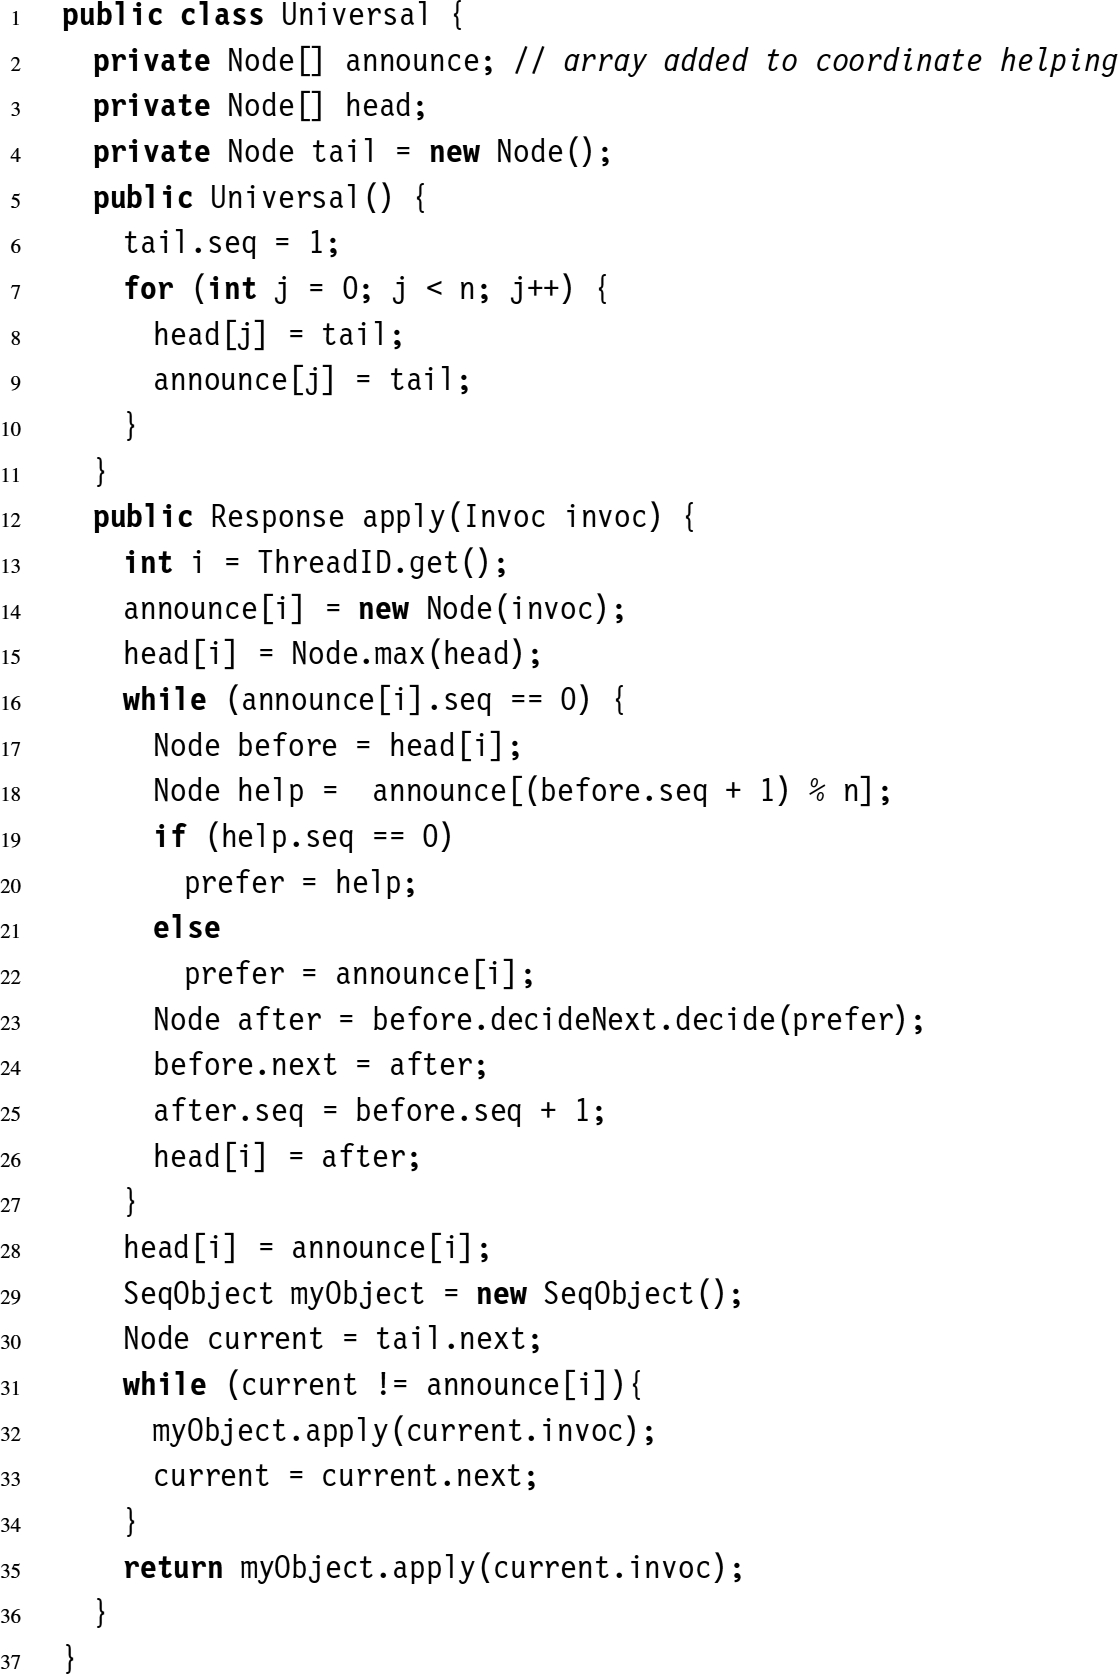 1 public class Universal {
2   private Node[] announce; // array added to coordinate helping
3   private Node[] head;
4   private Node tail = new Node();
5   public Universal() {
6     tail.seq = 1;
7     for (int j = 0; j < n; j++) {
8       head[j] = tail;
9       announce[j] = tail;
10     }
11   }
12   public Response apply(Invoc invoc) {
13     int i = ThreadID.get();
14     announce[i] = new Node(invoc);
15     head[i] = Node.max(head);
16     while (announce[i].seq == 0) {
17       Node before = head[i];
18       Node help =  announce[(before.seq + 1) % n];
19       if (help.seq == 0)
20         prefer = help;
21       else
22         prefer = announce[i];
23       Node after = before.decideNext.decide(prefer);
24       before.next = after;
25       after.seq = before.seq + 1;
26       head[i] = after;
27     }
28     head[i] = announce[i];
29     SeqObject myObject = new SeqObject();
30     Node current = tail.next;
31     while (current != announce[i]){
32       myObject.apply(current.invoc);
33       current = current.next;
34     }
35     return myObject.apply(current.invoc);
36   }
37 }